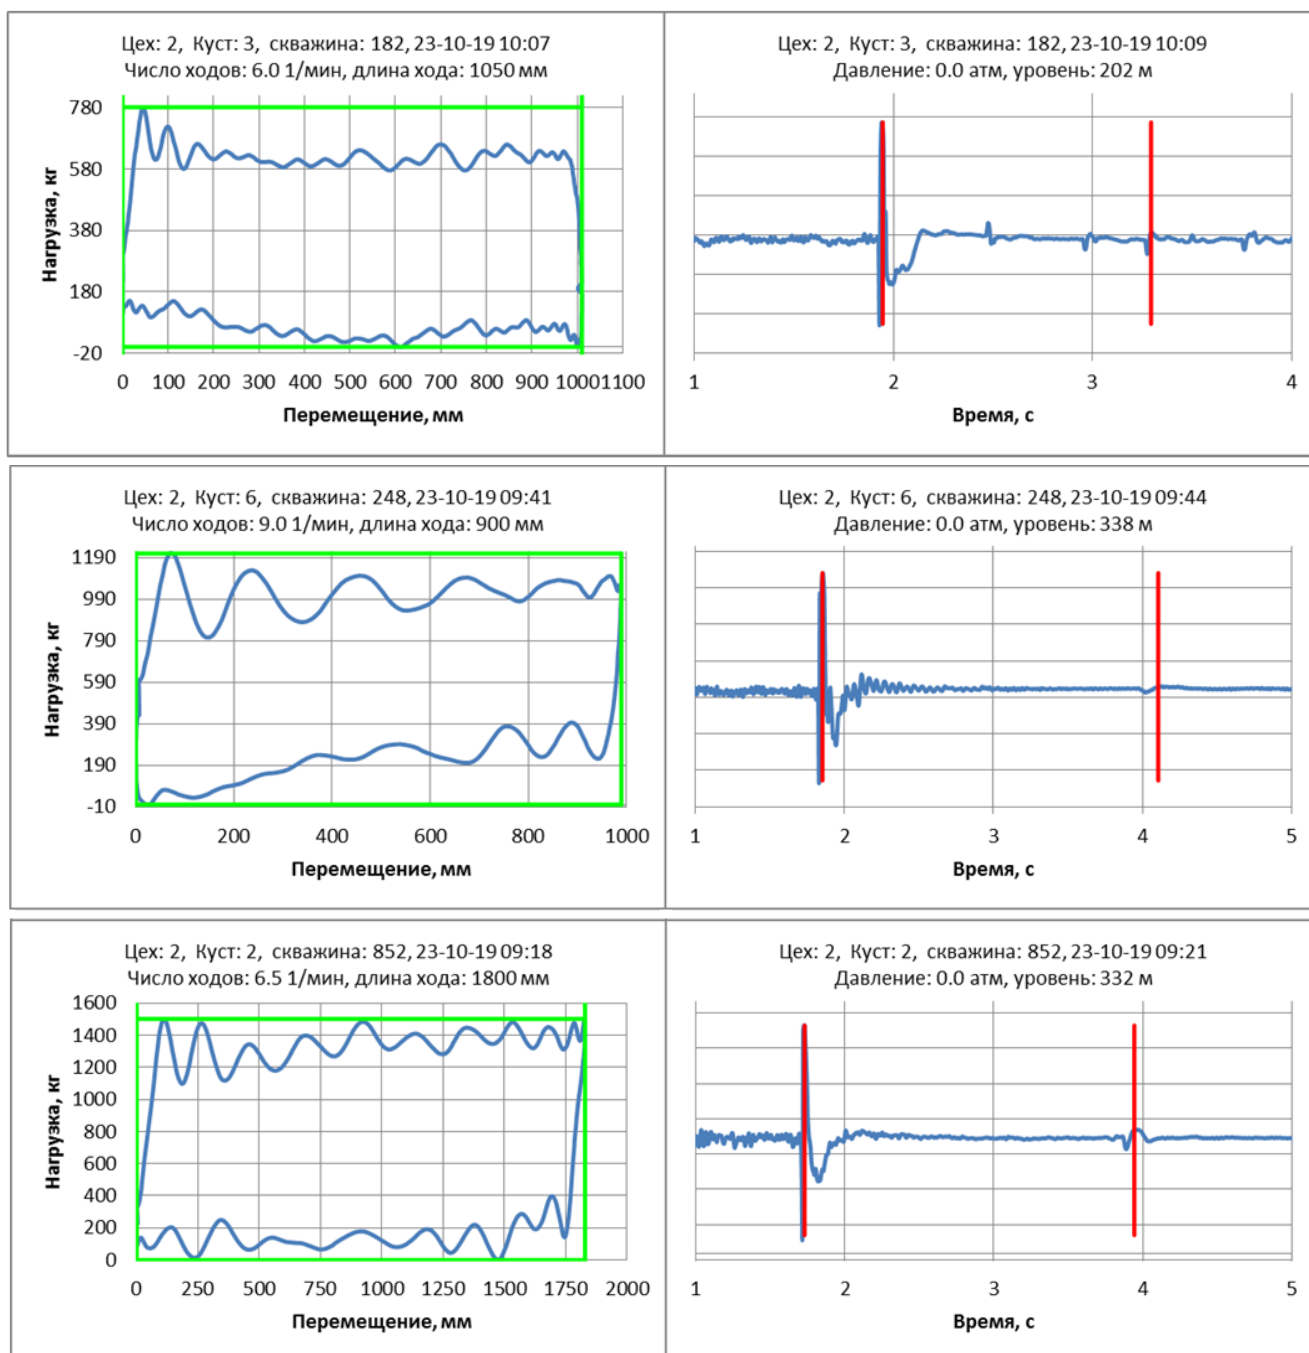 Цех: 2, Куст: 3, скважина: 182, 23-10-19 10:07
Число ходов: 6.0 1/мин, длина хода: 1050 мм
780
580
380
180
-20
Нагрузка, кг
0 100 200 300 400 500 600 700 800 900 1000 1100
Перемещение, мм
Цех: 2, Куст: 3, скважина: 182, 23-10-19 10:09
Давление: 0.0 атм, уровень: 202 м
1 2 3 4
Время, с
Цех: 2, Куст: 6, скважина: 248, 23-10-19 09:41
Число ходов: 9.0 1/мин, длина хода: 900 мм
1190
990
790
590
390
190
-10
Нагрузка, кг
0 200 400 600 800 1000
Перемещение, мм
Цех: 2, Куст: 6, скважина: 248, 23-10-19 09:44
Давление: 0.0 атм, уровень: 338 м
1 2 3 4 5
Время, с
Цех: 2, Куст: 2, скважина: 852, 23-10-19 09:18
Число ходов: 6.5 1/мин, длина хода: 1800 мм
1600
1400
1200
1000
800
600
400
200
0
Нагрузка, кг
0 250 500 750 1000 1250 1500 1750 2000
Перемещение, мм
Цех: 2, Куст: 2, скважина: 852, 23-10-19 09:21
Давление: 0.0 атм, уровень: 332 м
1 2 3 4 5
Время, с